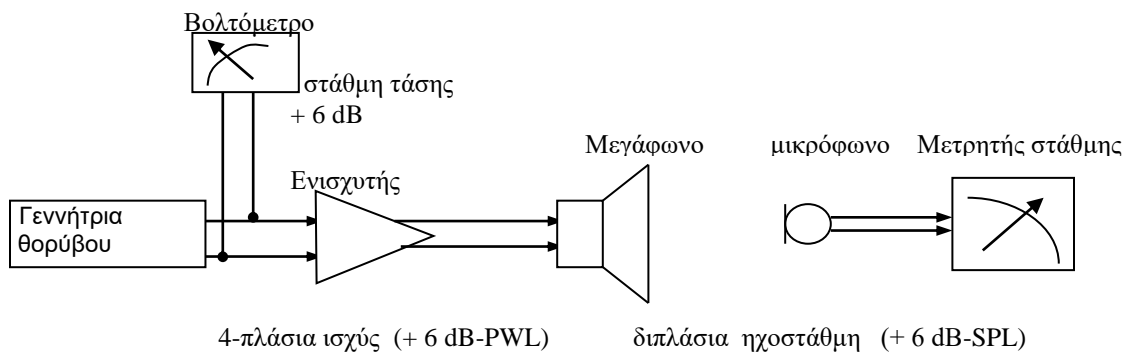 Βολτόμετρο
στάθμη τάσης
+ 6 dB
Μεγάφωνο
μικρόφωνο
Μετρητής στάθμης
Ενισχυτής
Γεννήτρια
θορύβου
4-πλάσια ισχύς (+ 6 dB-PWL)
διπλάσια ηχοστάθμη (+ 6 dB-SPL)